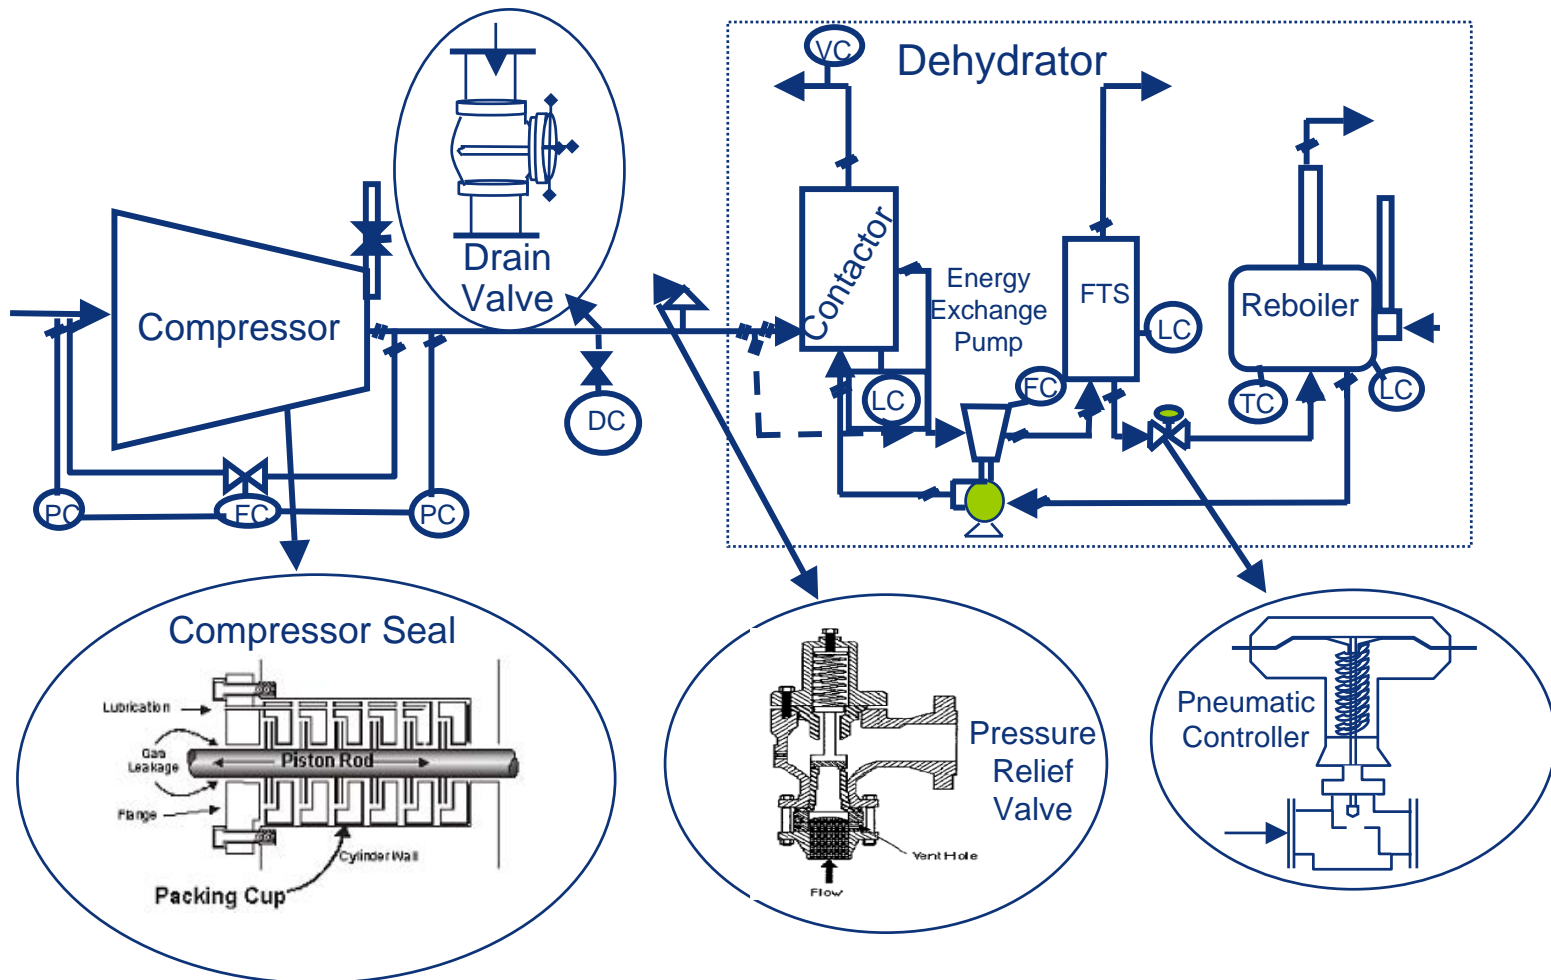 VC
Dehydrator
Drain
Valve
Compressor
Contactor
Energy
Exchange
Pump
FTS
LC
Reboiler
FC
LC
TC
LC
DC
PC
FC
PC
Compressor Seal
Lubrication
Gas
Leakage
Piston Rod
Flange
Cylinder Wall
Packing Cup
Pressure
Relief
Valve
Vent Hole
Flow
Pneumatic
Controller